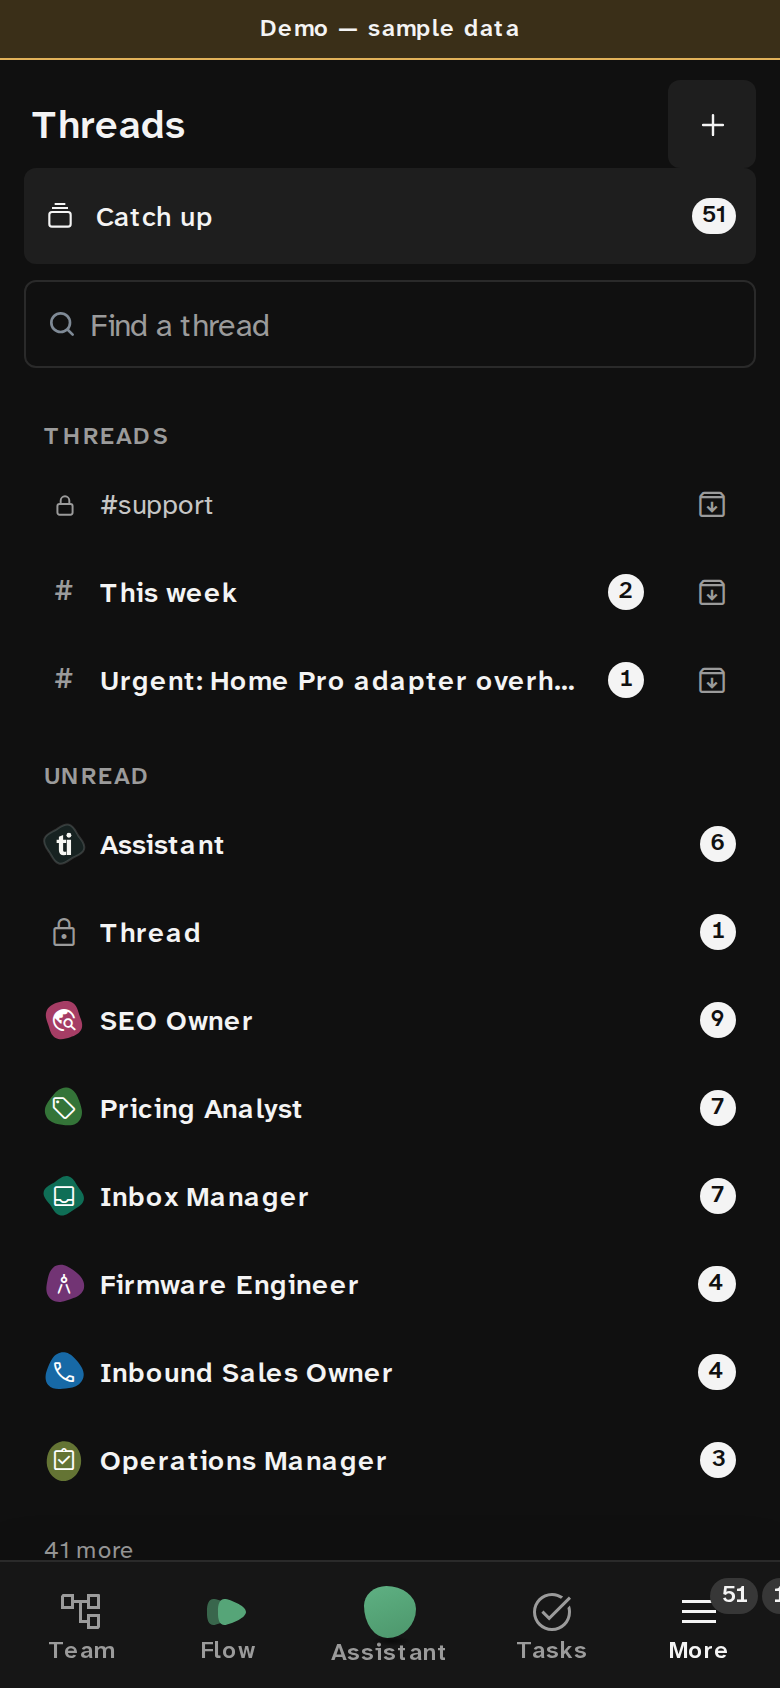 Demo — sample data
Threads
Catch up
51
Find a thread
THREADS
#support
# This week
2
# Urgent: Home Pro adapter overh...
1
UNREAD
ti Assistant
6
Thread
1
SEO Owner
9
Pricing Analyst
7
Inbox Manager
7
Firmware Engineer
4
Inbound Sales Owner
4
Operations Manager
3
41 more
51
Team
Flow
Assistant
Tasks
More